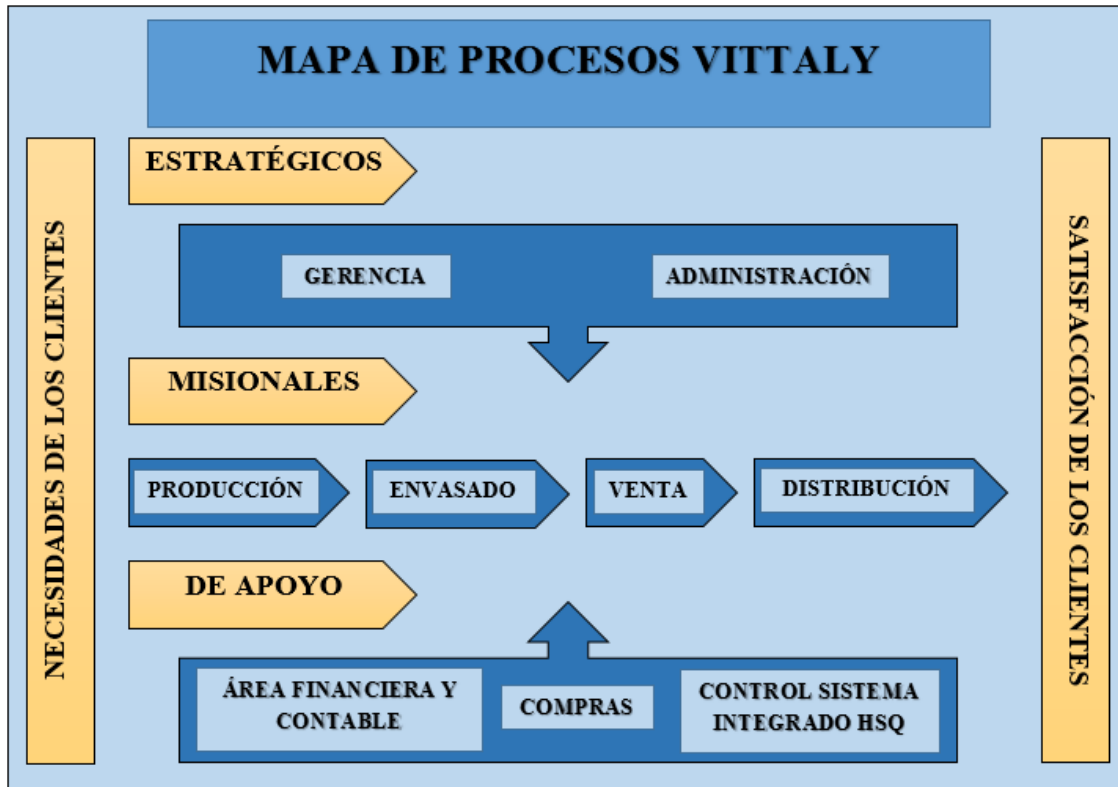 MAPA DE PROCESOS VITTALY
NECESIDADES DE LOS CLIENTES
ESTRATÉGICOS
GERENCIA
ADMINISTRACIÓN
MISIONALES
PRODUCCIÓN
ENVASADO
VENTA
DISTRIBUCIÓN
DE APOYO
ÁREA FINANCIERA Y
CONTABLE
COMPRAS
CONTROL SISTEMA
INTEGRADO HSQ
SATISFACCIÓN DE LOS CLIENTES